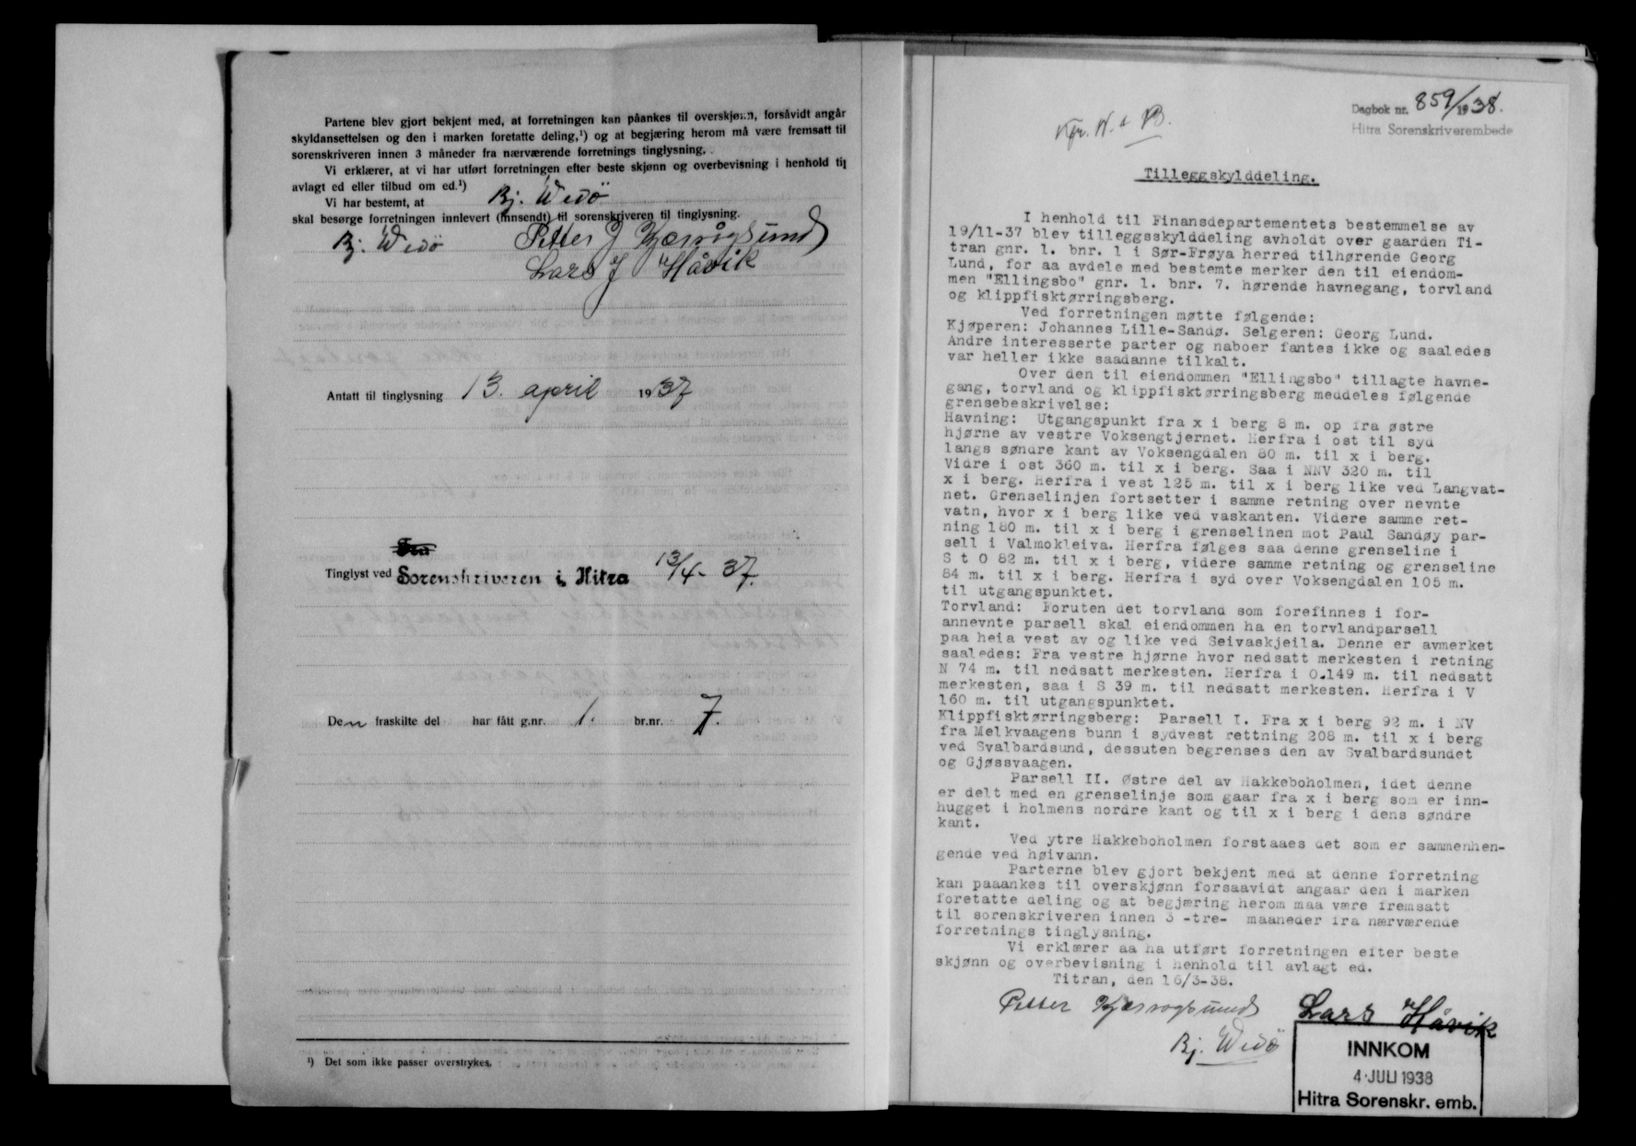 Partene blev gjort bekjent med, at forretningen kan påankes til overskjønn, forsåvidt angår
skyldansettelsen og den i marken foretatte deling,¹) og at begjæring herom må være fremsatt til
sorenskriveren innen 3 måneder fra nærværende forretnings tinglysning.
Vi erklærer, at vi har utført forretningen efter beste skjønn og overbevisning i henhold til
avlagt ed eller tilbud om ed.¹)
Vi har bestemt, at Bj. Wedö
skal besørge forretningen innlevert (innsendt) til sorenskriveren til tinglysning.
Bj. Wedö Petter J Kjærvågsund
Lars J Håvik
Antatt til tinglysning 13. april 1937
Tinglyst ved Sorenskriveren i Hitra 13/4-37.
Den fraskilte del har fått g.nr. 1. br.nr. 7.
¹) Det som ikke passer overstrykes.
Dagbok nr. 859/1938.
Hitra Sorenskriverembede
Tilleggskylddeling.
I henhold til Finansdepartementets bestemmelse av
19/11-37 blev tilleggsskylddeling avholdt over gaarden Ti-
tran gnr. 1. bnr. 1 i Sør-Frøya herred tilhørende Georg
Lund, for aa avdele med bestemte merker den til eiendom-
men "Ellingsbo" gnr. 1. bnr. 7. hørende havnegang, torvland
og klippfisktørringsberg.
Ved forretningen møtte følgende:
Kjøperen: Johannes Lille-Sandø. Selgeren: Georg Lund.
Andre interesserte parter og naboer fantes ikke og saaledes
var heller ikke saadanne tilkalt.
Over den til eiendommen "Ellingsbo" tillagte havne-
gang, torvland og klippfisktørringsberg meddeles følgende
grensebeskrivelse:
Havning: Utgangspunkt fra x i berg 8 m. op fra østre
hjørne av vestre Voksengtjernet. Herfra i ost til syd
langs søndre kant av Voksengdalen 80 m. til x i berg.
Vidre i ost 360 m. til x i berg. Saa i NNV 320 m. til
x i berg. Herfra i vest 125 m. til x i berg like ved Langvat-
net. Grenselinjen fortsetter i samme retning over nevnte
vatn, hvor x i berg like ved vaskanten. Videre samme ret-
ning 180 m. til x i berg i grenselinen mot Paul Sandøy par-
sell i Valmokleiva. Herfra følges saa denne grenseline i
S t O 82 m. til x i berg, videre samme retning og grenseline
84 m. til x i berg. Herfra i syd over Voksengdalen 105 m.
til utgangspunktet.
Torvland: Foruten det torvland som forefinnes i for-
annevnte parsell skal eiendommen ha en torvlandparsell
paa heia vest av og like ved Seivaskjeila. Denne er avmerket
saaledes: Fra vestre hjørne hvor nedsatt merkesten i retning
N 74 m. til nedsatt merkesten. Herfra i O.149 m. til nedsatt
merkesten, saa i S 39 m. til nedsatt merkesten. Herfra i V
160 m. til utgangspunktet.
Klippfisktørringsberg: Parsell I. Fra x i berg 92 m. i NV
fra Melkvaagens bunn i sydvest rettning 208 m. til x i berg
ved Svalbardsund, dessuten begrenses den av Svalbardsundet
og Gjøssvaagen.
Parsell II. Østre del av Hakkeboholmen, idet denne
er delt med en grenselinje som gaar fra x i berg som er inn-
hugget i holmens nordre kant og til x i berg i dens søndre
kant.
Ved ytre Hakkeboholmen forstaaes det som er sammenhen-
gende ved høivann.
Parterne blev gjort bekjent med at denne forretning
kan paaankes til overskjønn forsaavidt angaar den i marken
foretatte deling og at begjæring herom maa være fremsatt
til sorenskriveren innen 3 -tre- maaneder fra nærværende
forretnings tinglysning.
Vi erklærer aa ha utført forretningen efter beste
skjønn og overbevisning i henhold til avlagt ed.
Titran, den 16/3-38.
Petter Kjærvågsund Lars Håvik
Bj. Wedö
INNKOM
4·JULI 1938
Hitra Sorenskr. emb.